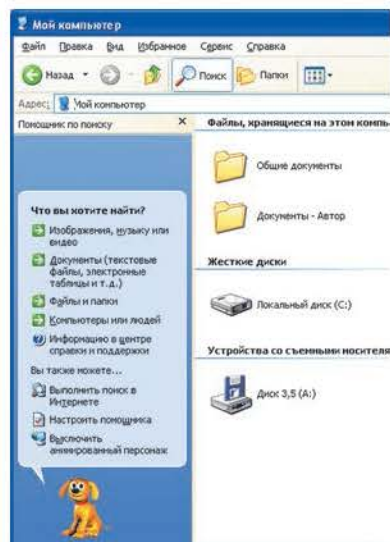 Мой компьютер
Файл Правка Вид Избранное Сервис Справка
Назад Поиск Папки
Адрес: Мой компьютер
Помощник по поиску
Что вы хотите найти?
Изображения, музыку или
видео
Документы (текстовые
файлы, электронные
таблицы и т.д.)
Файлы и папки
Компьютеры или людей
Информацию в центре
справки и поддержки
Вы также можете...
Выполнить поиск в
Интернете
Настроить помощника
Выключить
анимированный персонаж
Файлы, хранящиеся на этом компь
Общие документы
Документы - Автор
Жесткие диски
Локальный диск (C:)
Устройства со съемными носителя
Диск 3,5 (A:)